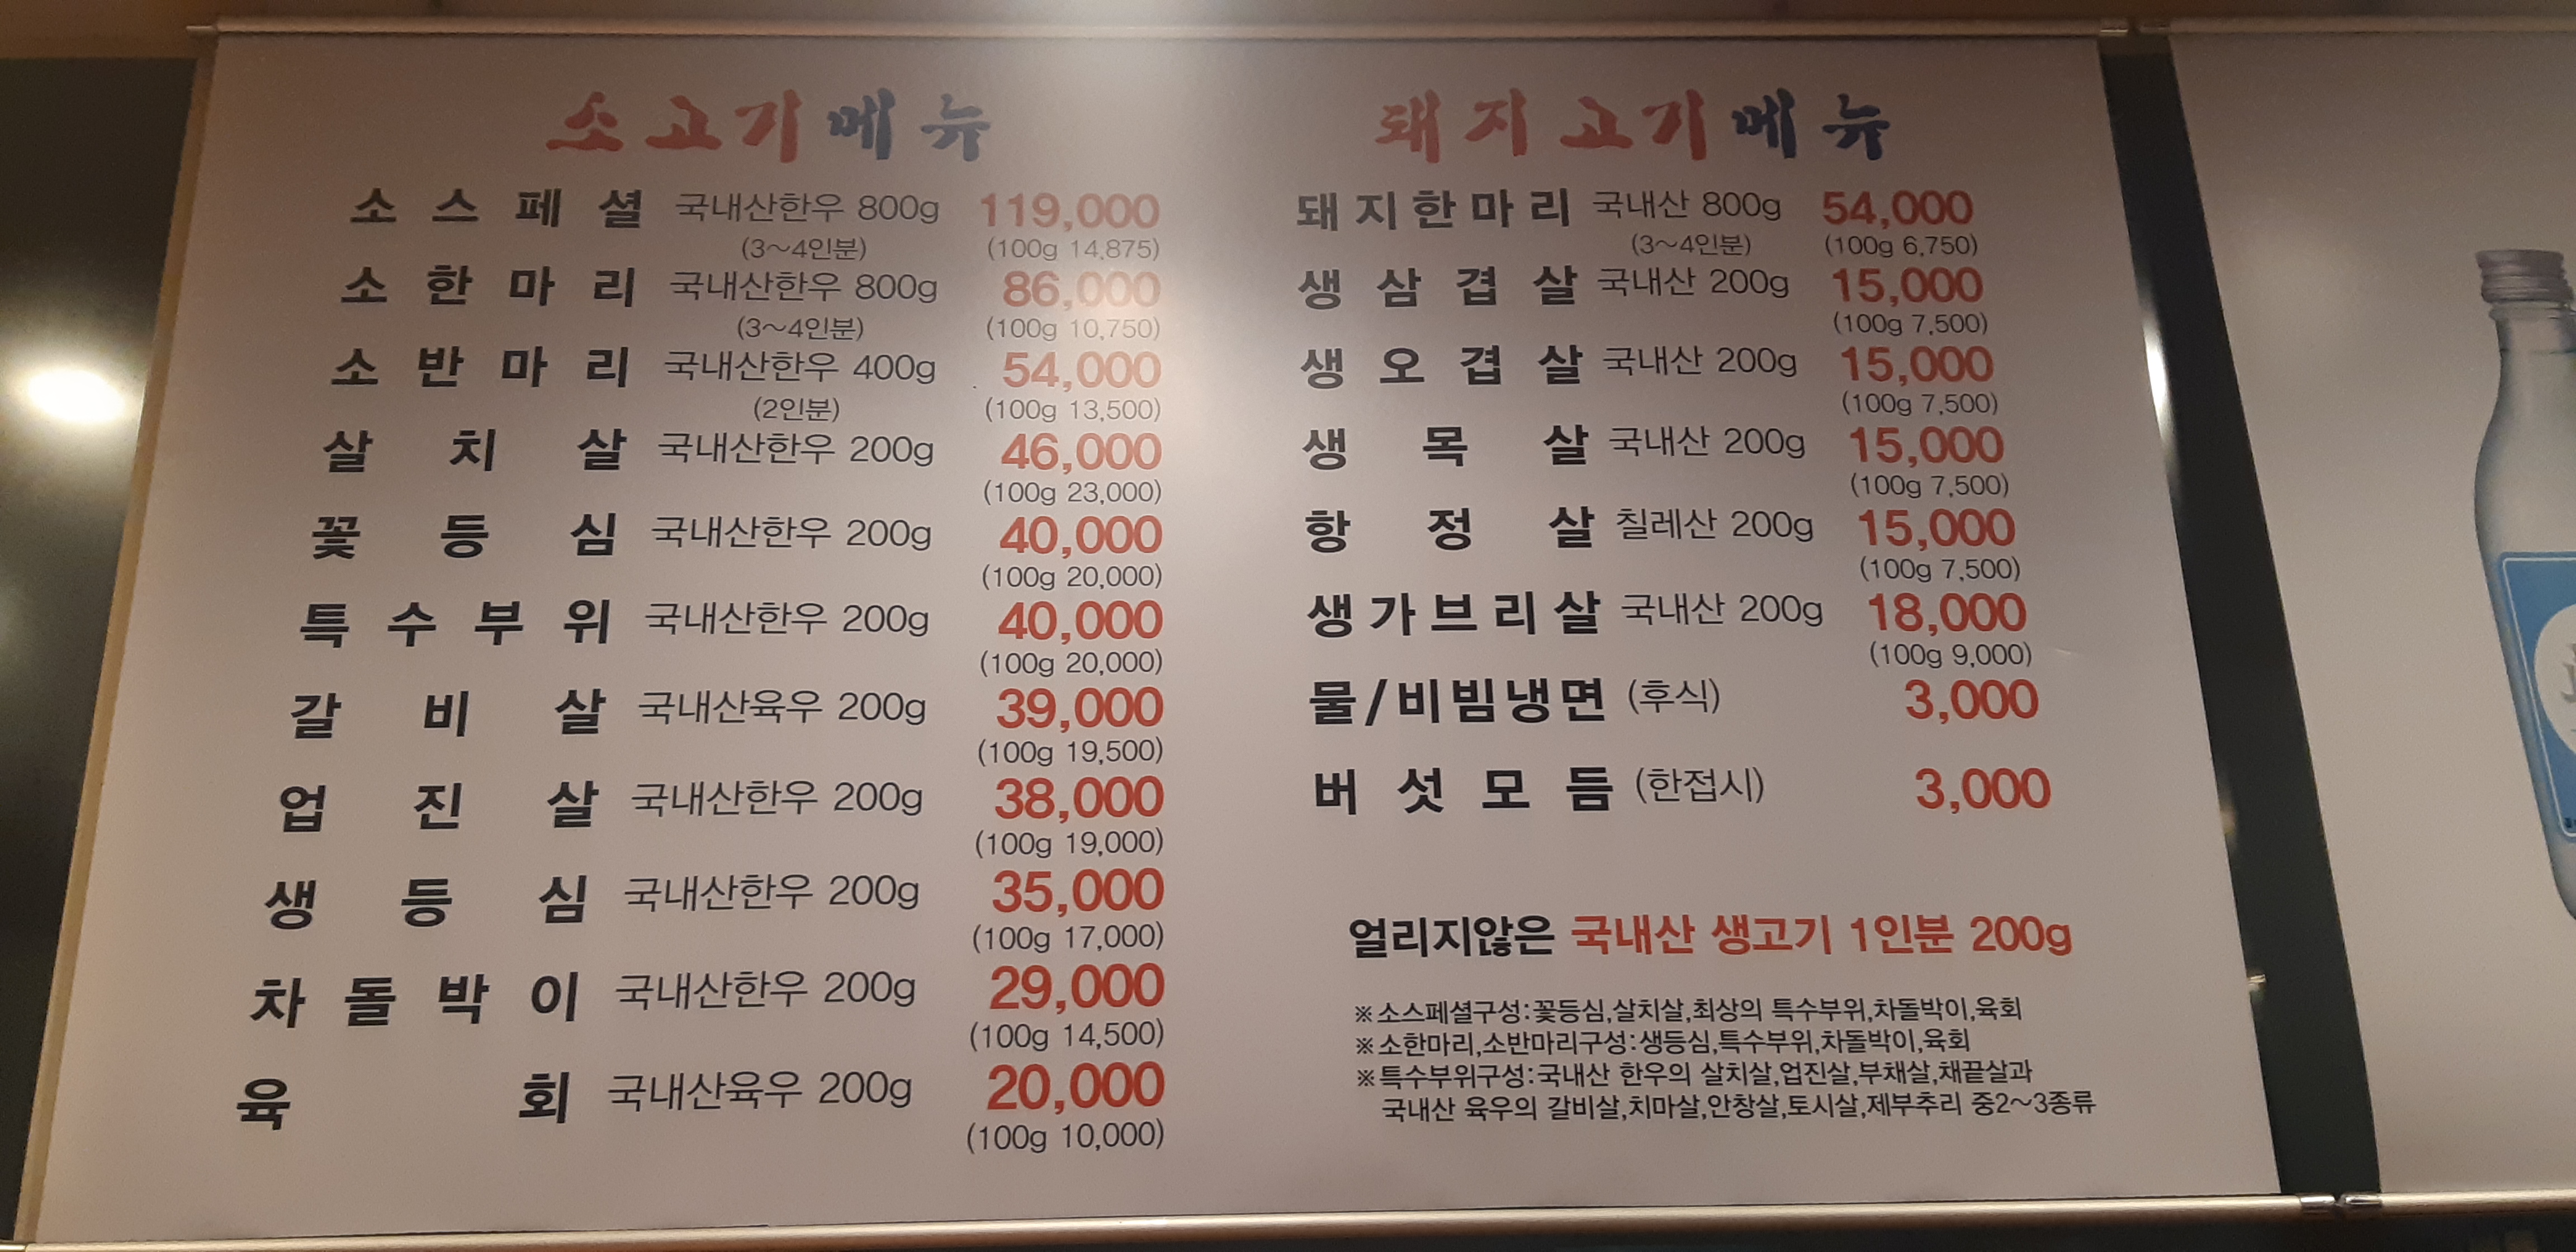 소고기메뉴
소스페셜 국내산한우 800g 119,000
(3~4인분) (100g 14,875)
소한마리 국내산한우 800g 86,000
(3~4인분) (100g 10,750)
소반마리 국내산한우 400g 54,000
(2인분) (100g 13,500)
살치살 국내산한우 200g 46,000
(100g 23,000)
꽃등심 국내산한우 200g 40,000
(100g 20,000)
특수부위 국내산한우 200g 40,000
(100g 20,000)
갈비살 국내산육우 200g 39,000
(100g 19,500)
업진살 국내산한우 200g 38,000
(100g 19,000)
생등심 국내산한우 200g 35,000
(100g 17,000)
차돌박이 국내산한우 200g 29,000
(100g 14,500)
육회 국내산육우 200g 20,000
(100g 10,000)
돼지고기메뉴
돼지한마리 국내산 800g 54,000
(3~4인분) (100g 6,750)
생삼겹살 국내산 200g 15,000
(100g 7,500)
생오겹살 국내산 200g 15,000
(100g 7,500)
생목살 국내산 200g 15,000
(100g 7,500)
항정살 칠레산 200g 15,000
(100g 7,500)
생가브리살 국내산 200g 18,000
(100g 9,000)
물/비빔냉면 (후식) 3,000
버섯모듬 (한접시) 3,000
얼리지않은 국내산 생고기 1인분 200g
※소스페셜구성:꽃등심,살치살,최상의 특수부위,차돌박이,육회
※소한마리,소반마리구성:생등심,특수부위,차돌박이,육회
※특수부위구성:국내산 한우의 살치살,업진살,부채살,채끝살과
국내산 육우의 갈비살,치마살,안창살,토시살,제부추리 중2~3종류